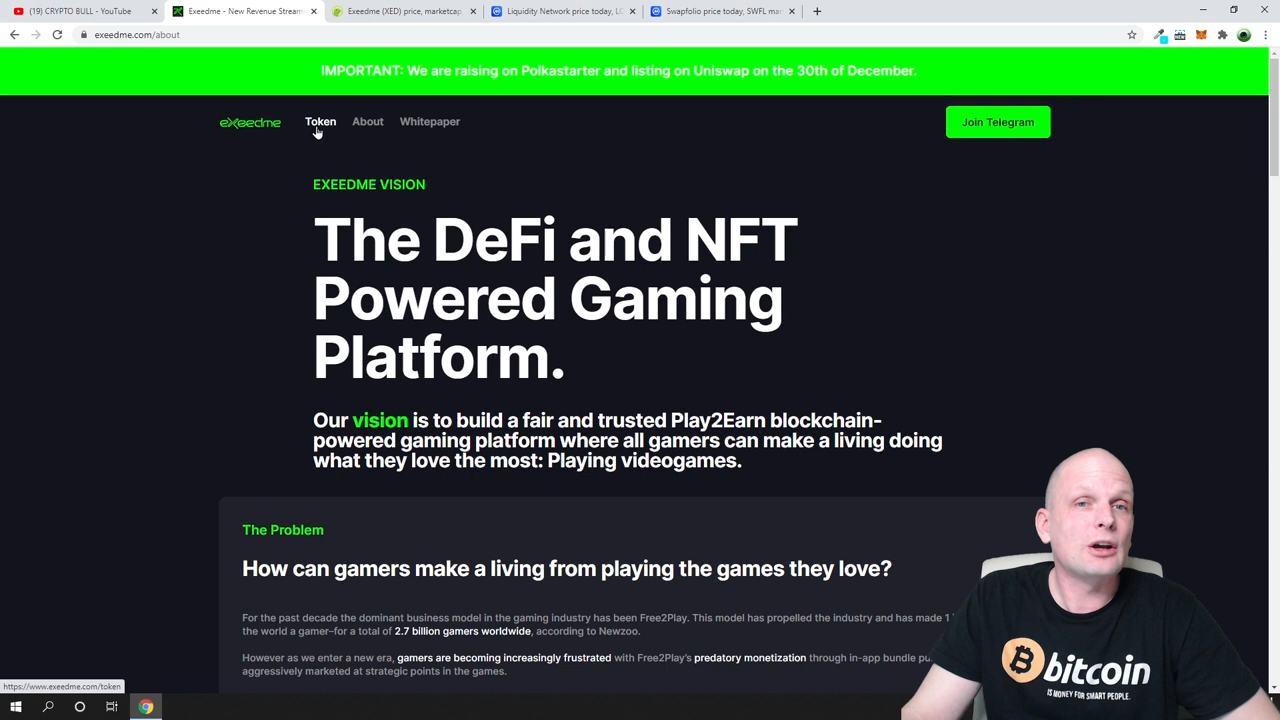 (19) CRYPTO BULL - YouTube
Exeedme - New Revenue Stream
Exeedme (XED) price, marketcap
Liquidity Network price today, LC
Swapfolio price today, SWFL ma
exeedme.com/about
IMPORTANT: We are raising on Polkastarter and listing on Uniswap on the 30th of December.
exeedme
Token
About
Whitepaper
Join Telegram
EXEEDME VISION
The DeFi and NFT
Powered Gaming
Platform.
Our vision is to build a fair and trusted Play2Earn blockchain-
powered gaming platform where all gamers can make a living doing
what they love the most: Playing videogames.
The Problem
How can gamers make a living from playing the games they love?
For the past decade the dominant business model in the gaming industry has been Free2Play. This model has propelled the industry and has made 1
the world a gamer–for a total of 2.7 billion gamers worldwide, according to Newzoo.
However as we enter a new era, gamers are becoming increasingly frustrated with Free2Play's predatory monetization through in-app bundle pu
aggressively marketed at strategic points in the games.
https://www.exeedme.com/token
bitcoin
IS MONEY FOR SMART PEOPLE.